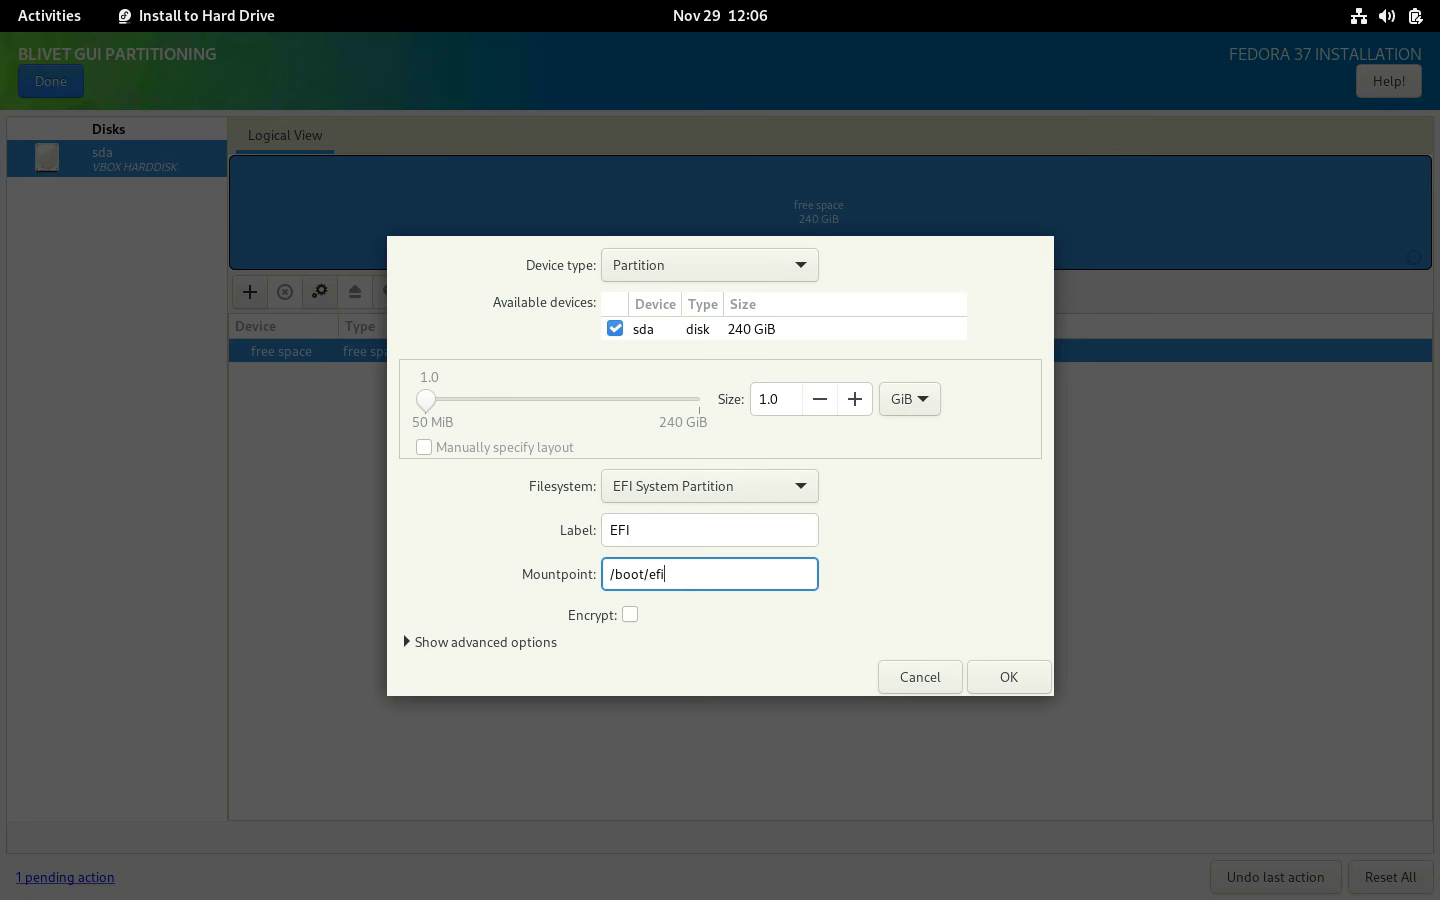 Activities Install to Hard Drive Nov 29 12:06
BLIVET GUI PARTITIONING FEDORA 37 INSTALLATION
Done Help!
Disks
sda
VBOX HARDDISK
Logical View
free space
240 GiB
Device Type
free space free spa
Device type: Partition
Available devices: Device Type Size
sda disk 240 GiB
1.0
Size: 1.0 GiB
50 MiB 240 GiB
Manually specify layout
Filesystem: EFI System Partition
Label: EFI
Mountpoint: /boot/efi
Encrypt:
Show advanced options
Cancel OK
1 pending action Undo last action Reset All